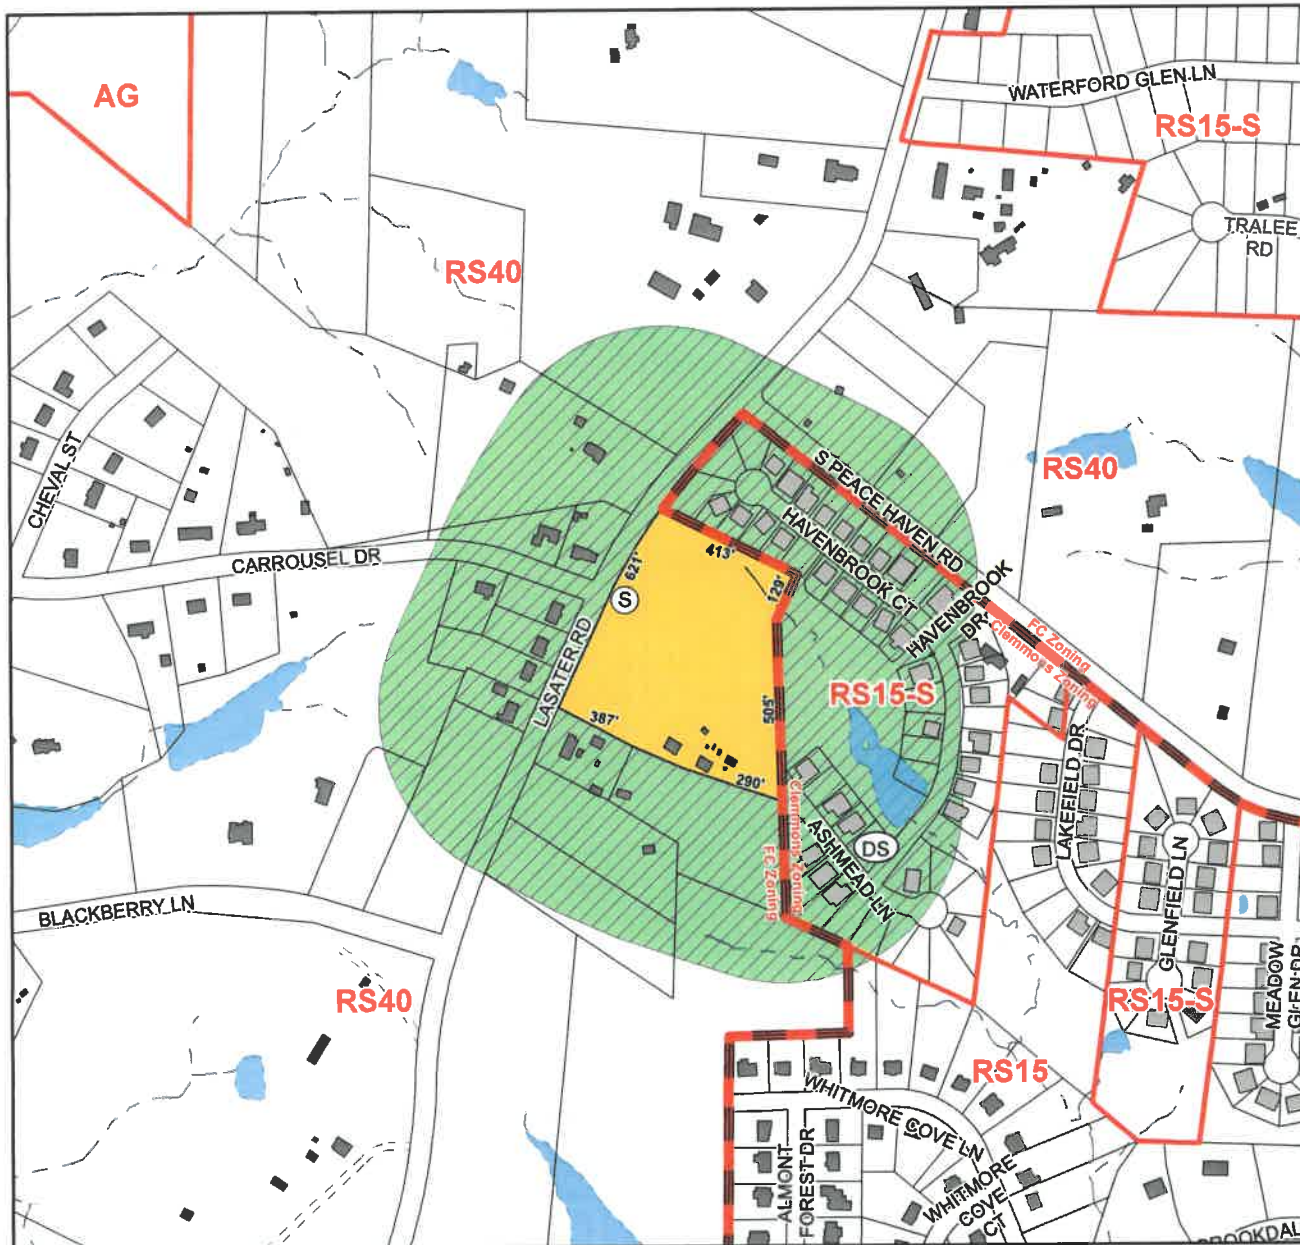 WATERFORD GLEN LN
AG
RS15-S
TRALEE
RD
RS40
CHEVAL ST
S PEACE HAVEN RD
RS40
HAVENBROOK CT
413'
CARROUSEL DR
621'
129'
HAVENBROOK
DR
S
FC Zoning
Clemmons Zoning
LASATER RD
RS15-S
505'
387'
LAKEFIELD DR
290'
Clemmons Zoning
FC Zoning
ASHMEAD LN
DS
GLENFIELD LN
BLACKBERRY LN
MEADOW
GLEN DR
RS40
RS15-S
RS15
WHITMORE COVE LN
ALMONT
FOREST DR
WHITMORE
COVE
CT